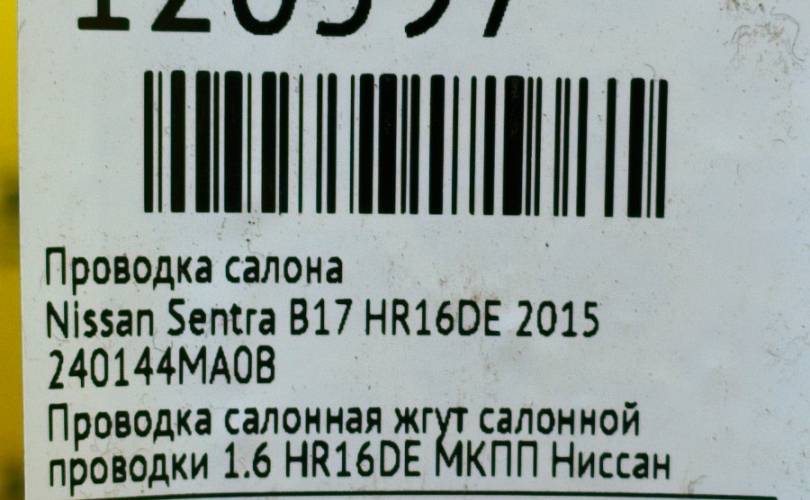 Проводка салона
Nissan Sentra B17 HR16DE 2015
240144MA0B
Проводка салонная жгут салонной
проводки 1.6 HR16DE МКПП Ниссан